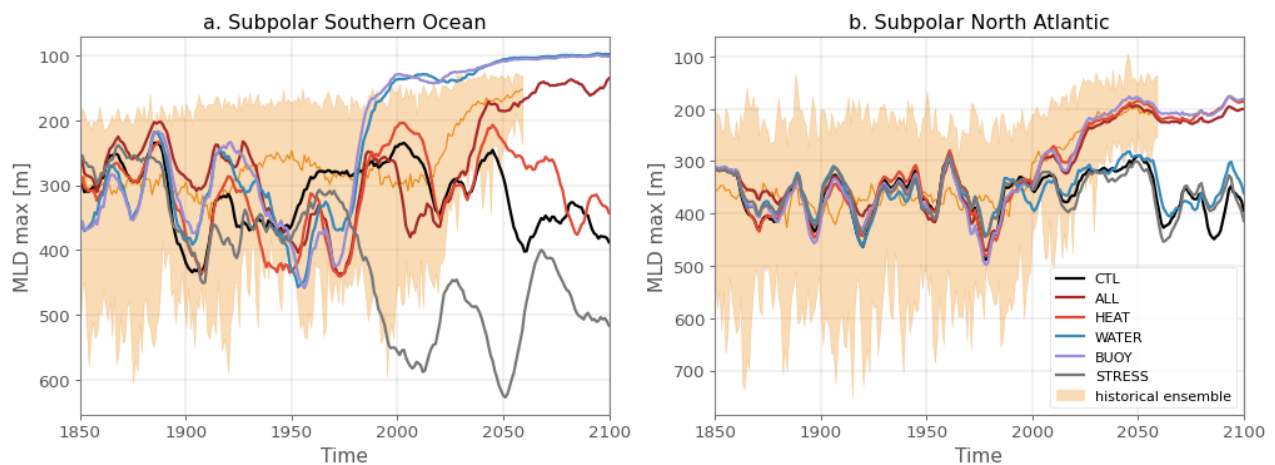 a. Subpolar Southern Ocean
MLD max [m]
100
200
300
400
500
600
1850
1900
1950
2000
2050
2100
Time
b. Subpolar North Atlantic
MLD max [m]
100
200
300
400
500
600
700
1850
1900
1950
2000
2050
2100
Time
CTL
ALL
HEAT
WATER
BUOY
STRESS
historical ensemble